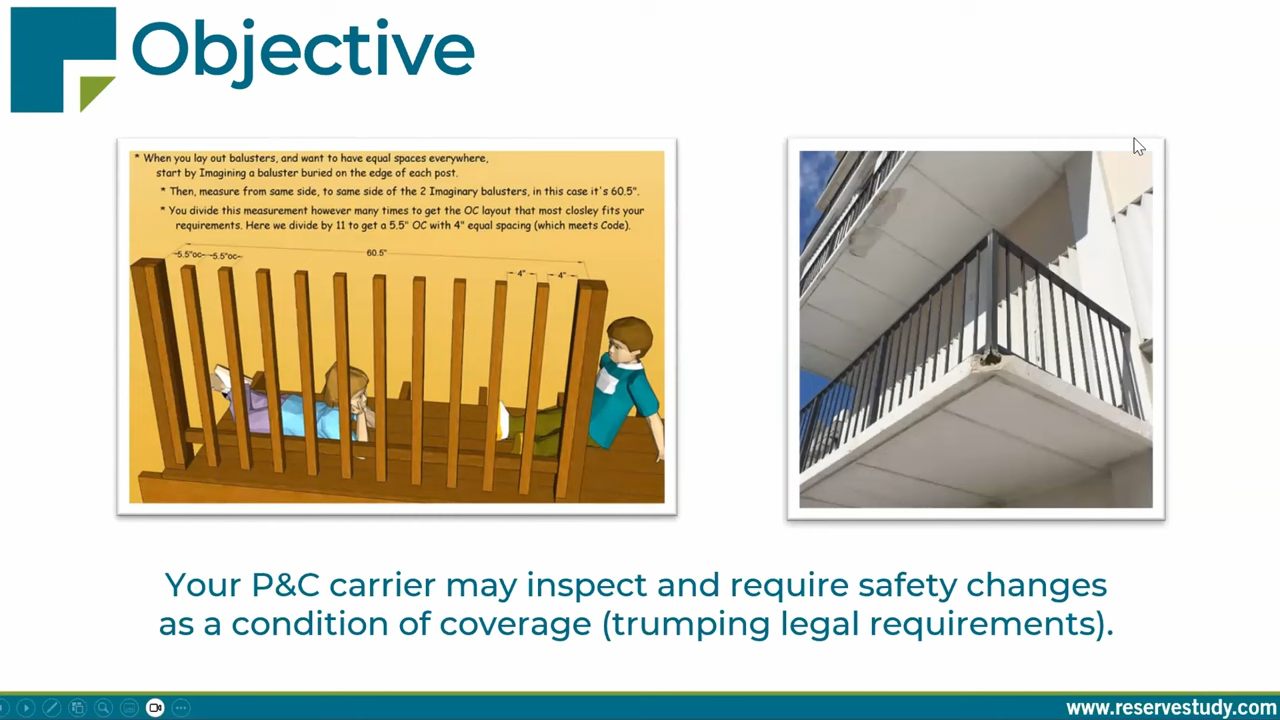 Objective
* When you lay out balusters, and want to have equal spaces everywhere,
start by Imagining a baluster buried on the edge of each post.
* Then, measure from same side, to same side of the 2 Imaginary balusters, in this case it's 60.5".
* You divide this measurement however many times to get the OC layout that most closley fits your
requirements. Here we divide by 11 to get a 5.5" OC with 4" equal spacing (which meets Code).
5.5"oc 5.5"oc
60.5"
4" 4"
Your P&C carrier may inspect and require safety changes
as a condition of coverage (trumping legal requirements).
www.reservestudy.com